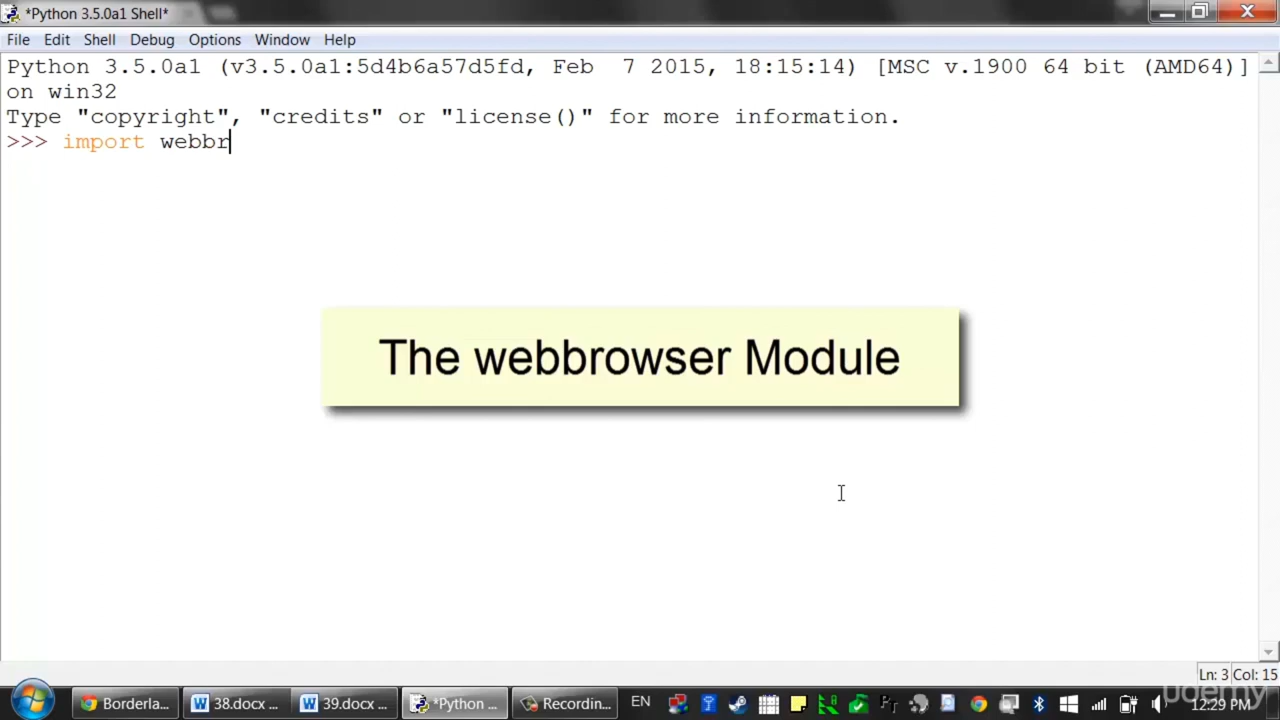 *Python 3.5.0a1 Shell*
File Edit Shell Debug Options Window Help
Python 3.5.0a1 (v3.5.0a1:5d4b6a57d5fd, Feb  7 2015, 18:15:14) [MSC v.1900 64 bit (AMD64)]
on win32
Type "copyright", "credits" or "license()" for more information.
>>> import webbr
The webbrowser Module
Ln: 3 Col: 15
Borderla... 38.docx ... 39.docx ... *Python ... Recordin... EN 12:29 PM
udemy